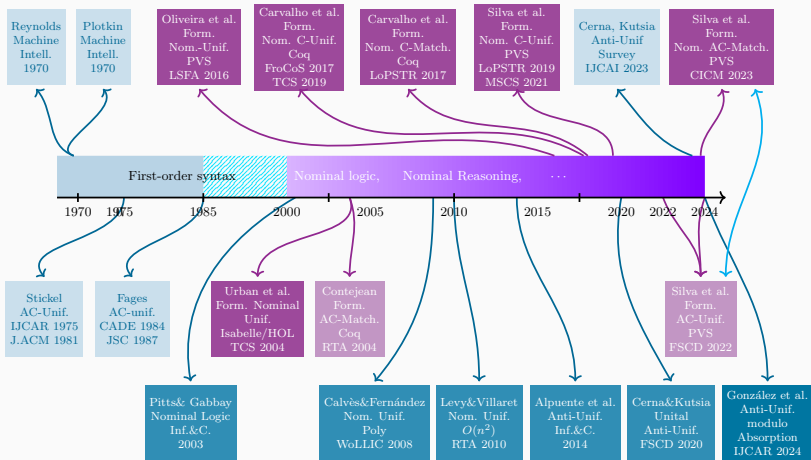 Reynolds
Machine
Intell.
1970
Plotkin
Machine
Intell.
1970
Oliveira et al.
Form.
Nom.-Unif.
PVS
LSFA 2016
Carvalho et al.
Form.
Nom. C-Unif.
Coq
FroCoS 2017
TCS 2019
Carvalho et al.
Form.
Nom. C-Match.
Coq
LoPSTR 2017
Silva et al.
Form.
Nom. C-Unif.
PVS
LoPSTR 2019
MSCS 2021
Cerna, Kutsia
Anti-Unif
Survey
IJCAI 2023
Silva et al.
Form.
Nom. AC-Match.
PVS
CICM 2023
First-order syntax
Nominal logic, Nominal Reasoning, ···
1970 1975 1985 2000 2005 2010 2015 2020 2022 2024
Stickel
AC-Unif.
IJCAR 1975
J.ACM 1981
Fages
AC-unif.
CADE 1984
JSC 1987
Urban et al.
Form. Nominal
Unif.
Isabelle/HOL
TCS 2004
Contejean
Form.
AC-Match.
Coq
RTA 2004
Silva et al.
Form.
AC-Unif.
PVS
FSCD 2022
Pitts& Gabbay
Nominal Logic
Inf.&C.
2003
Calvès&Fernández
Nom. Unif.
Poly
WoLLIC 2008
Levy&Villaret
Nom. Unif.
O(n²)
RTA 2010
Alpuente et al.
Anti-Unif.
Inf.&C.
2014
Cerna&Kutsia
Unital
Anti-Unif.
FSCD 2020
González et al.
Anti-Unif.
modulo
Absorption
IJCAR 2024